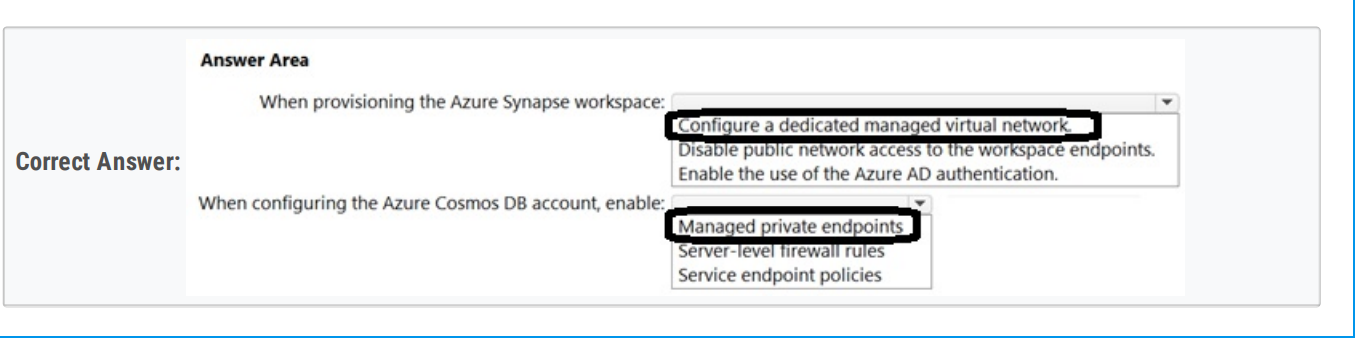 Answer Area
When provisioning the Azure Synapse workspace:
Configure a dedicated managed virtual network.
Disable public network access to the workspace endpoints.
Enable the use of the Azure AD authentication.
Correct Answer:
When configuring the Azure Cosmos DB account, enable:
Managed private endpoints
Server-level firewall rules
Service endpoint policies